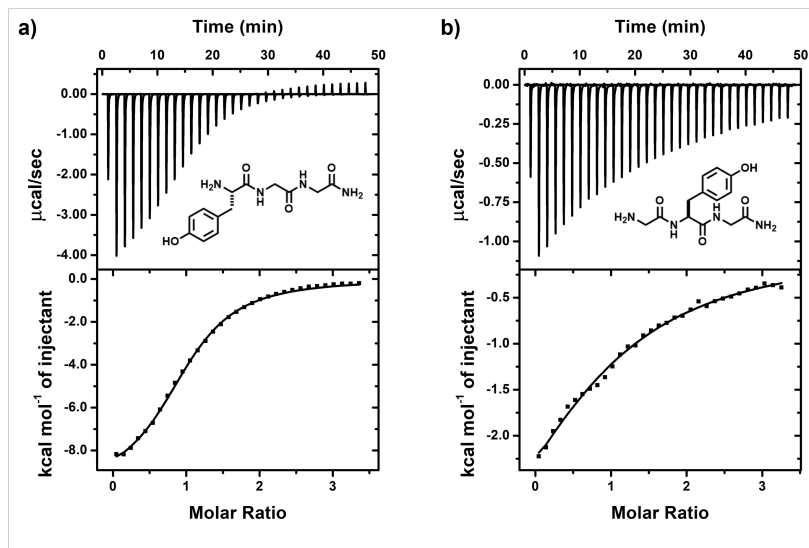 a)
Time (min)
0 10 20 30 40 50
0.00
-1.00
-2.00
-3.00
-4.00
µcal/sec
H₂N
O
H
N
O
N
H
O
NH₂
HO
0.0
-2.0
-4.0
-6.0
-8.0
kcal mol⁻¹ of injectant
0 1 2 3
Molar Ratio
b)
Time (min)
0 10 20 30 40 50
0.00
-0.25
-0.50
-0.75
-1.00
µcal/sec
OH
H₂N
O
N
H
O
H
N
O
NH₂
-0.5
-1.0
-1.5
-2.0
kcal mol⁻¹ of injectant
0 1 2 3
Molar Ratio